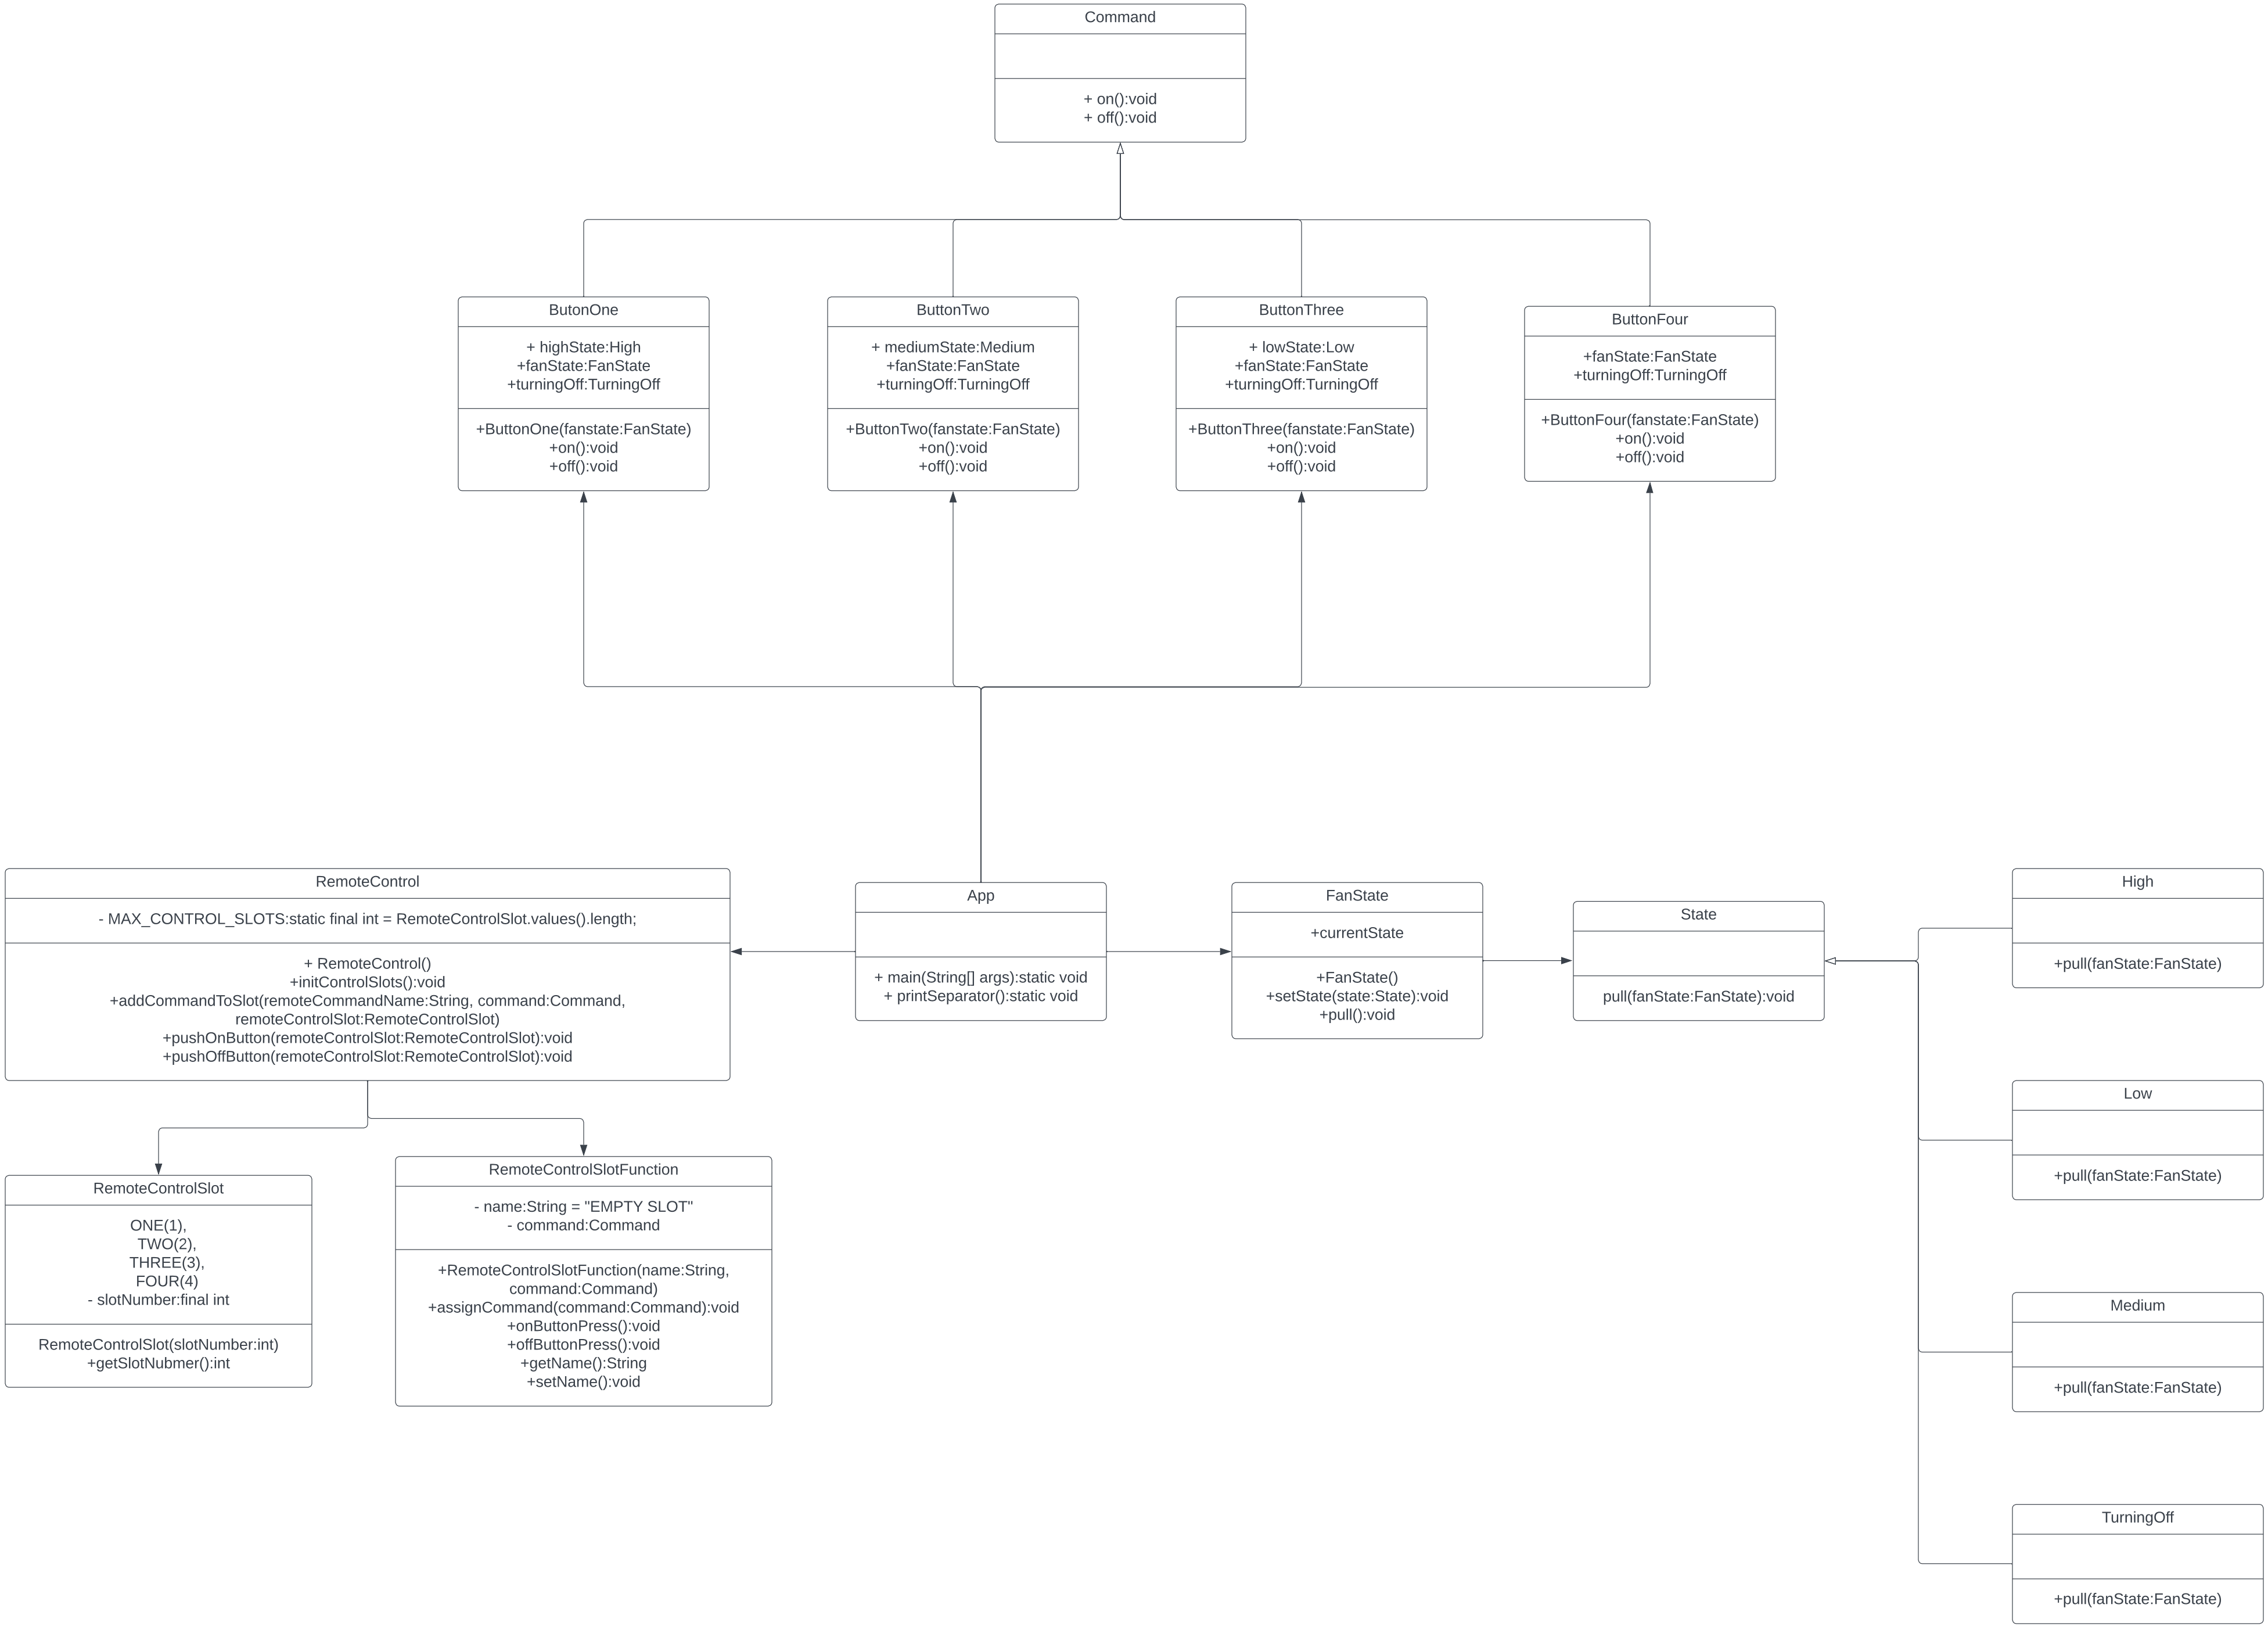 Command
+ on():void
+ off():void
ButonOne
+ highState:High
+fanState:FanState
+turningOff:TurningOff
+ButtonOne(fanstate:FanState)
+on():void
+off():void
ButtonTwo
+ mediumState:Medium
+fanState:FanState
+turningOff:TurningOff
+ButtonTwo(fanstate:FanState)
+on():void
+off():void
ButtonThree
+ lowState:Low
+fanState:FanState
+turningOff:TurningOff
+ButtonThree(fanstate:FanState)
+on():void
+off():void
ButtonFour
+fanState:FanState
+turningOff:TurningOff
+ButtonFour(fanstate:FanState)
+on():void
+off():void
RemoteControl
- MAX_CONTROL_SLOTS:static final int = RemoteControlSlot.values().length;
+ RemoteControl()
+initControlSlots():void
+addCommandToSlot(remoteCommandName:String, command:Command,
remoteControlSlot:RemoteControlSlot)
+pushOnButton(remoteControlSlot:RemoteControlSlot):void
+pushOffButton(remoteControlSlot:RemoteControlSlot):void
App
+ main(String[] args):static void
+ printSeparator():static void
FanState
+currentState
+FanState()
+setState(state:State):void
+pull():void
State
pull(fanState:FanState):void
High
+pull(fanState:FanState)
Low
+pull(fanState:FanState)
Medium
+pull(fanState:FanState)
TurningOff
+pull(fanState:FanState)
RemoteControlSlot
ONE(1),
TWO(2),
THREE(3),
FOUR(4)
- slotNumber:final int
RemoteControlSlot(slotNumber:int)
+getSlotNubmer():int
RemoteControlSlotFunction
- name:String = "EMPTY SLOT"
- command:Command
+RemoteControlSlotFunction(name:String,
command:Command)
+assignCommand(command:Command):void
+onButtonPress():void
+offButtonPress():void
+getName():String
+setName():void